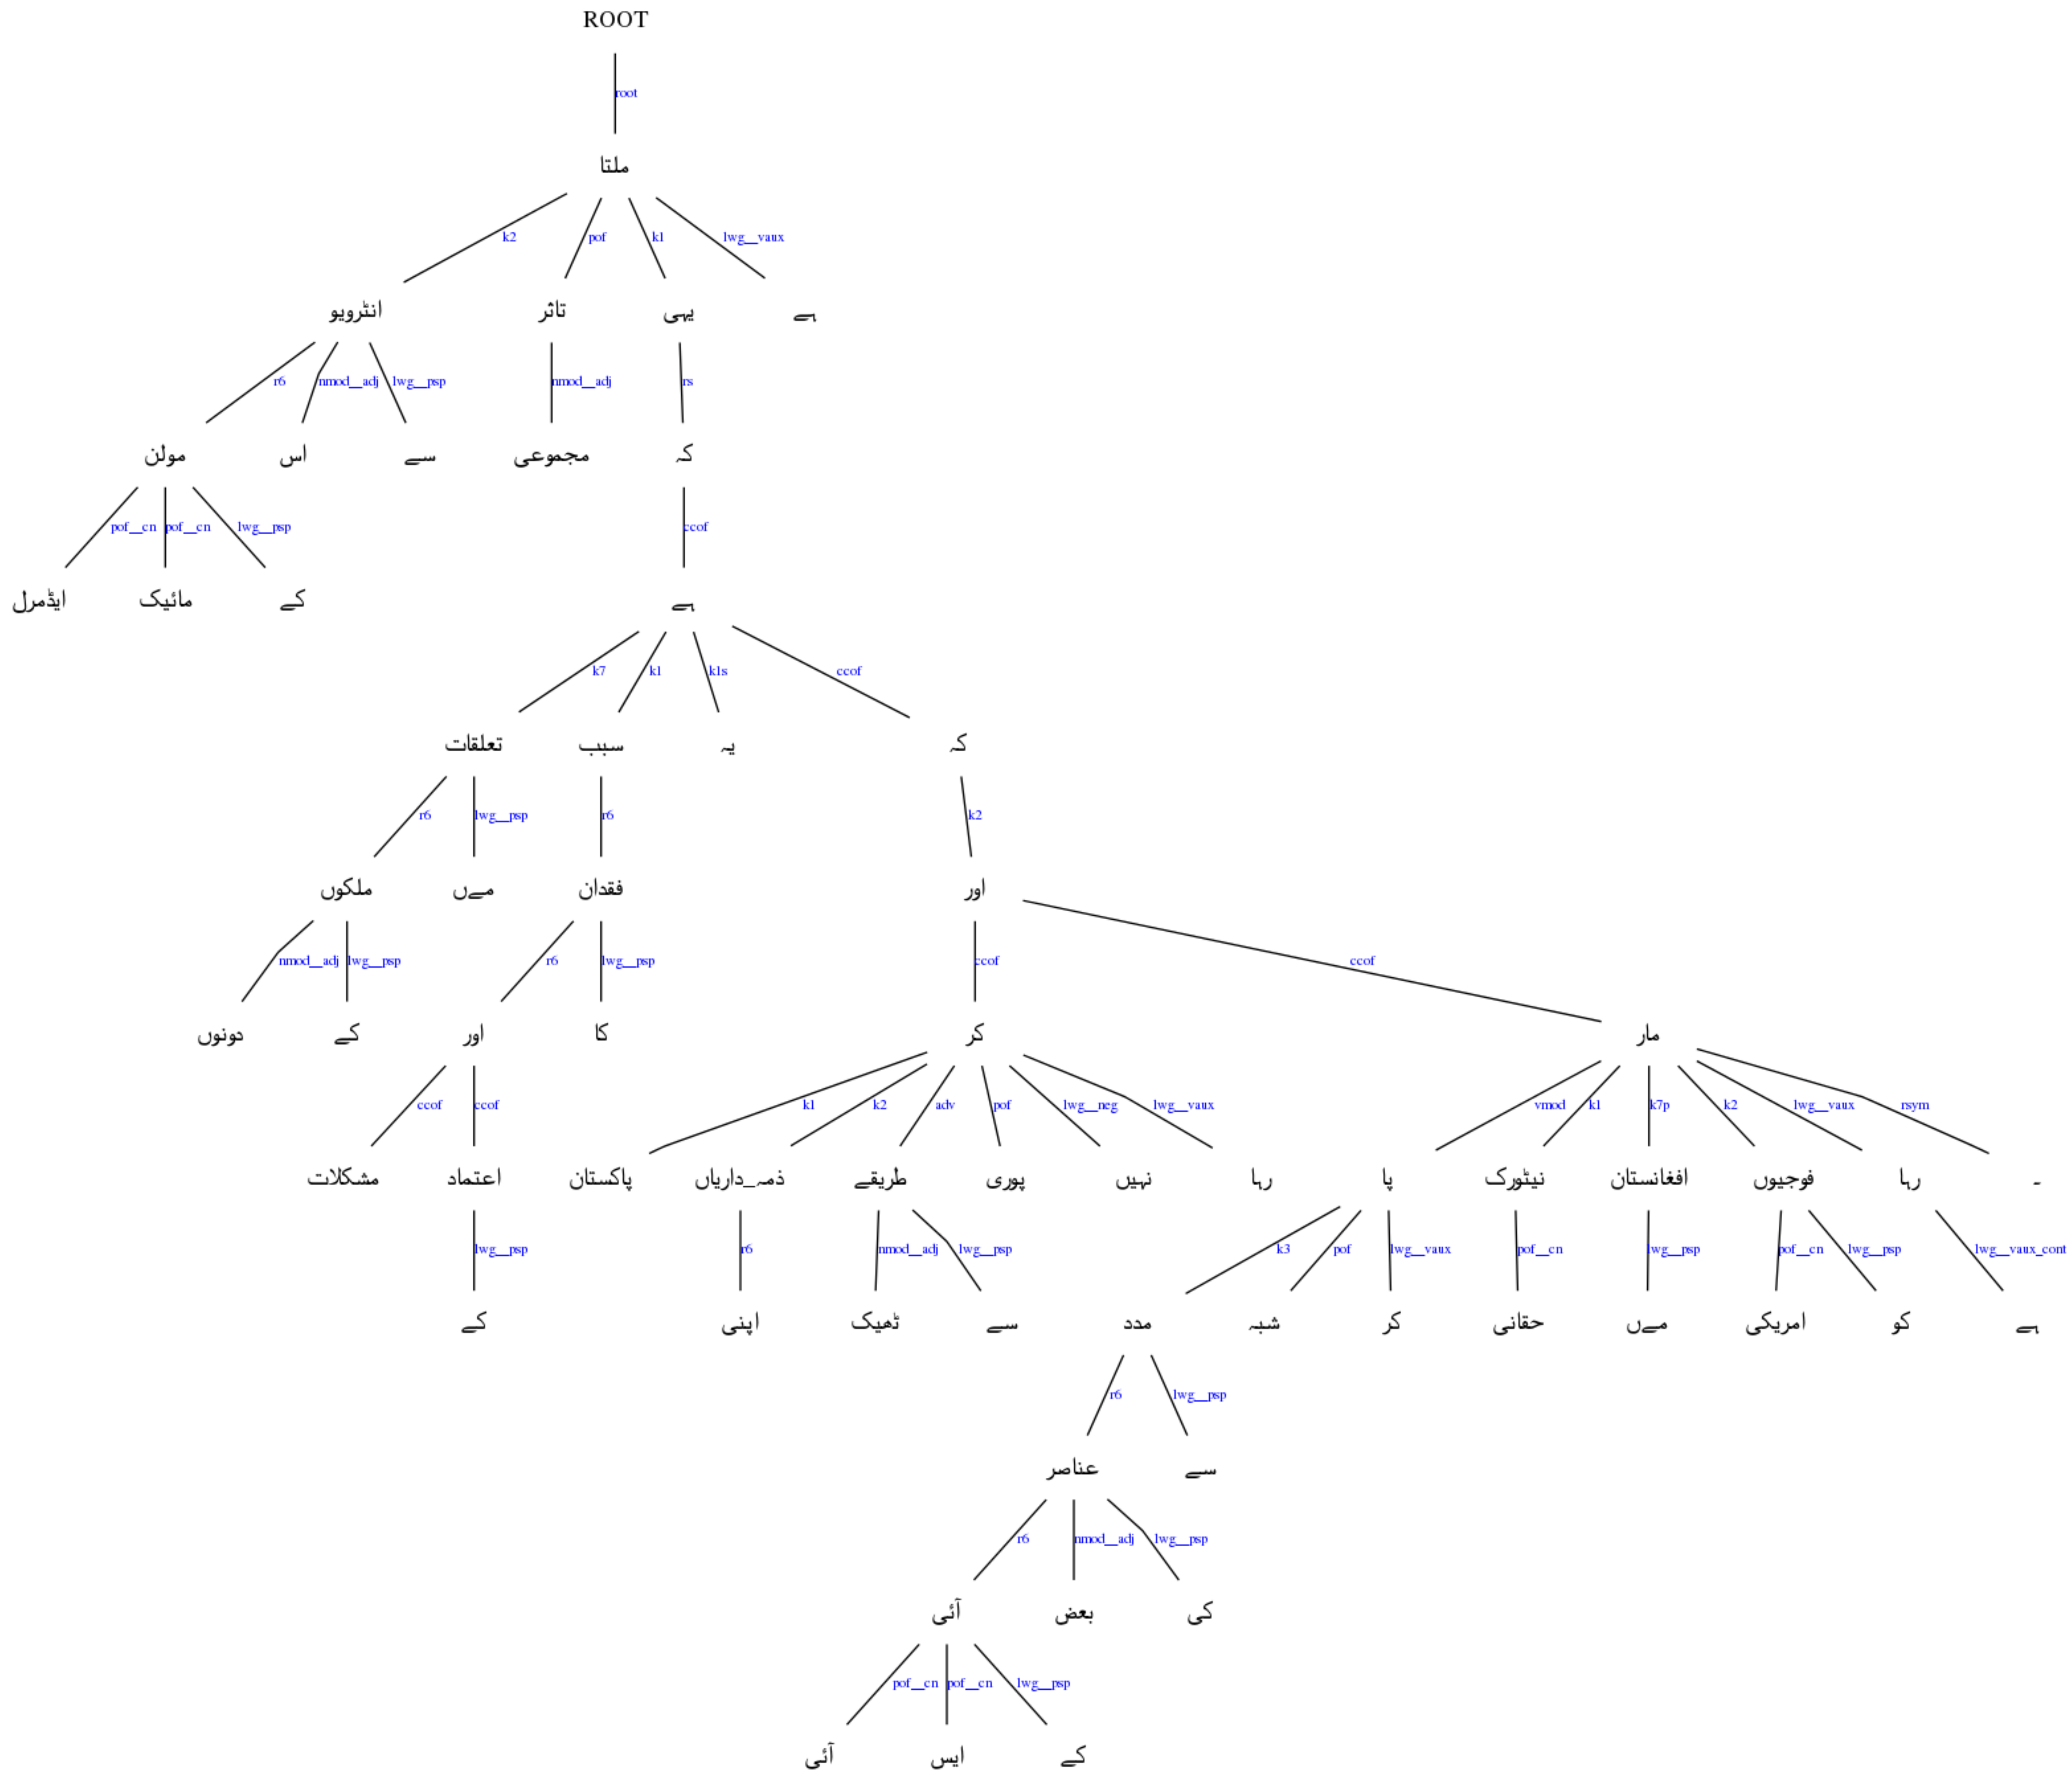 ROOT
root
ملتا
k2 pof k1 lwg__vaux
انٹرویو تاثر یہی ہے
r6 nmod__adj lwg__psp nmod__adj rs
مولن اس سے مجموعی کہ
pof__cn pof__cn lwg__psp ccof
ایڈمرل مائیک کے ہے
k7 k1 k1s ccof
تعلقات سبب یہ کہ
r6 lwg__psp r6 k2
ملکوں مےں فقدان اور
nmod__adj lwg__psp r6 lwg__psp ccof ccof
دونوں کے اور کا کر مار
ccof ccof k1 k2 adv pof lwg__neg lwg__vaux vmod k1 k7p k2 lwg__vaux rsym
مشکلات اعتماد پاکستان ذمہ_داریاں طریقے پوری نہیں رہا پا نیٹورک افغانستان فوجیوں رہا ۔
lwg__psp r6 nmod__adj lwg__psp k3 pof lwg__vaux pof__cn lwg__psp pof__cn lwg__psp lwg__vaux_cont
کے اپنی ٹھیک سے مدد شبہ کر حقانی مےں امریکی کو ہے
r6 lwg__psp
عناصر سے
r6 nmod__adj lwg__psp
آئی بعض کی
pof__cn pof__cn lwg__psp
آئی ایس کے